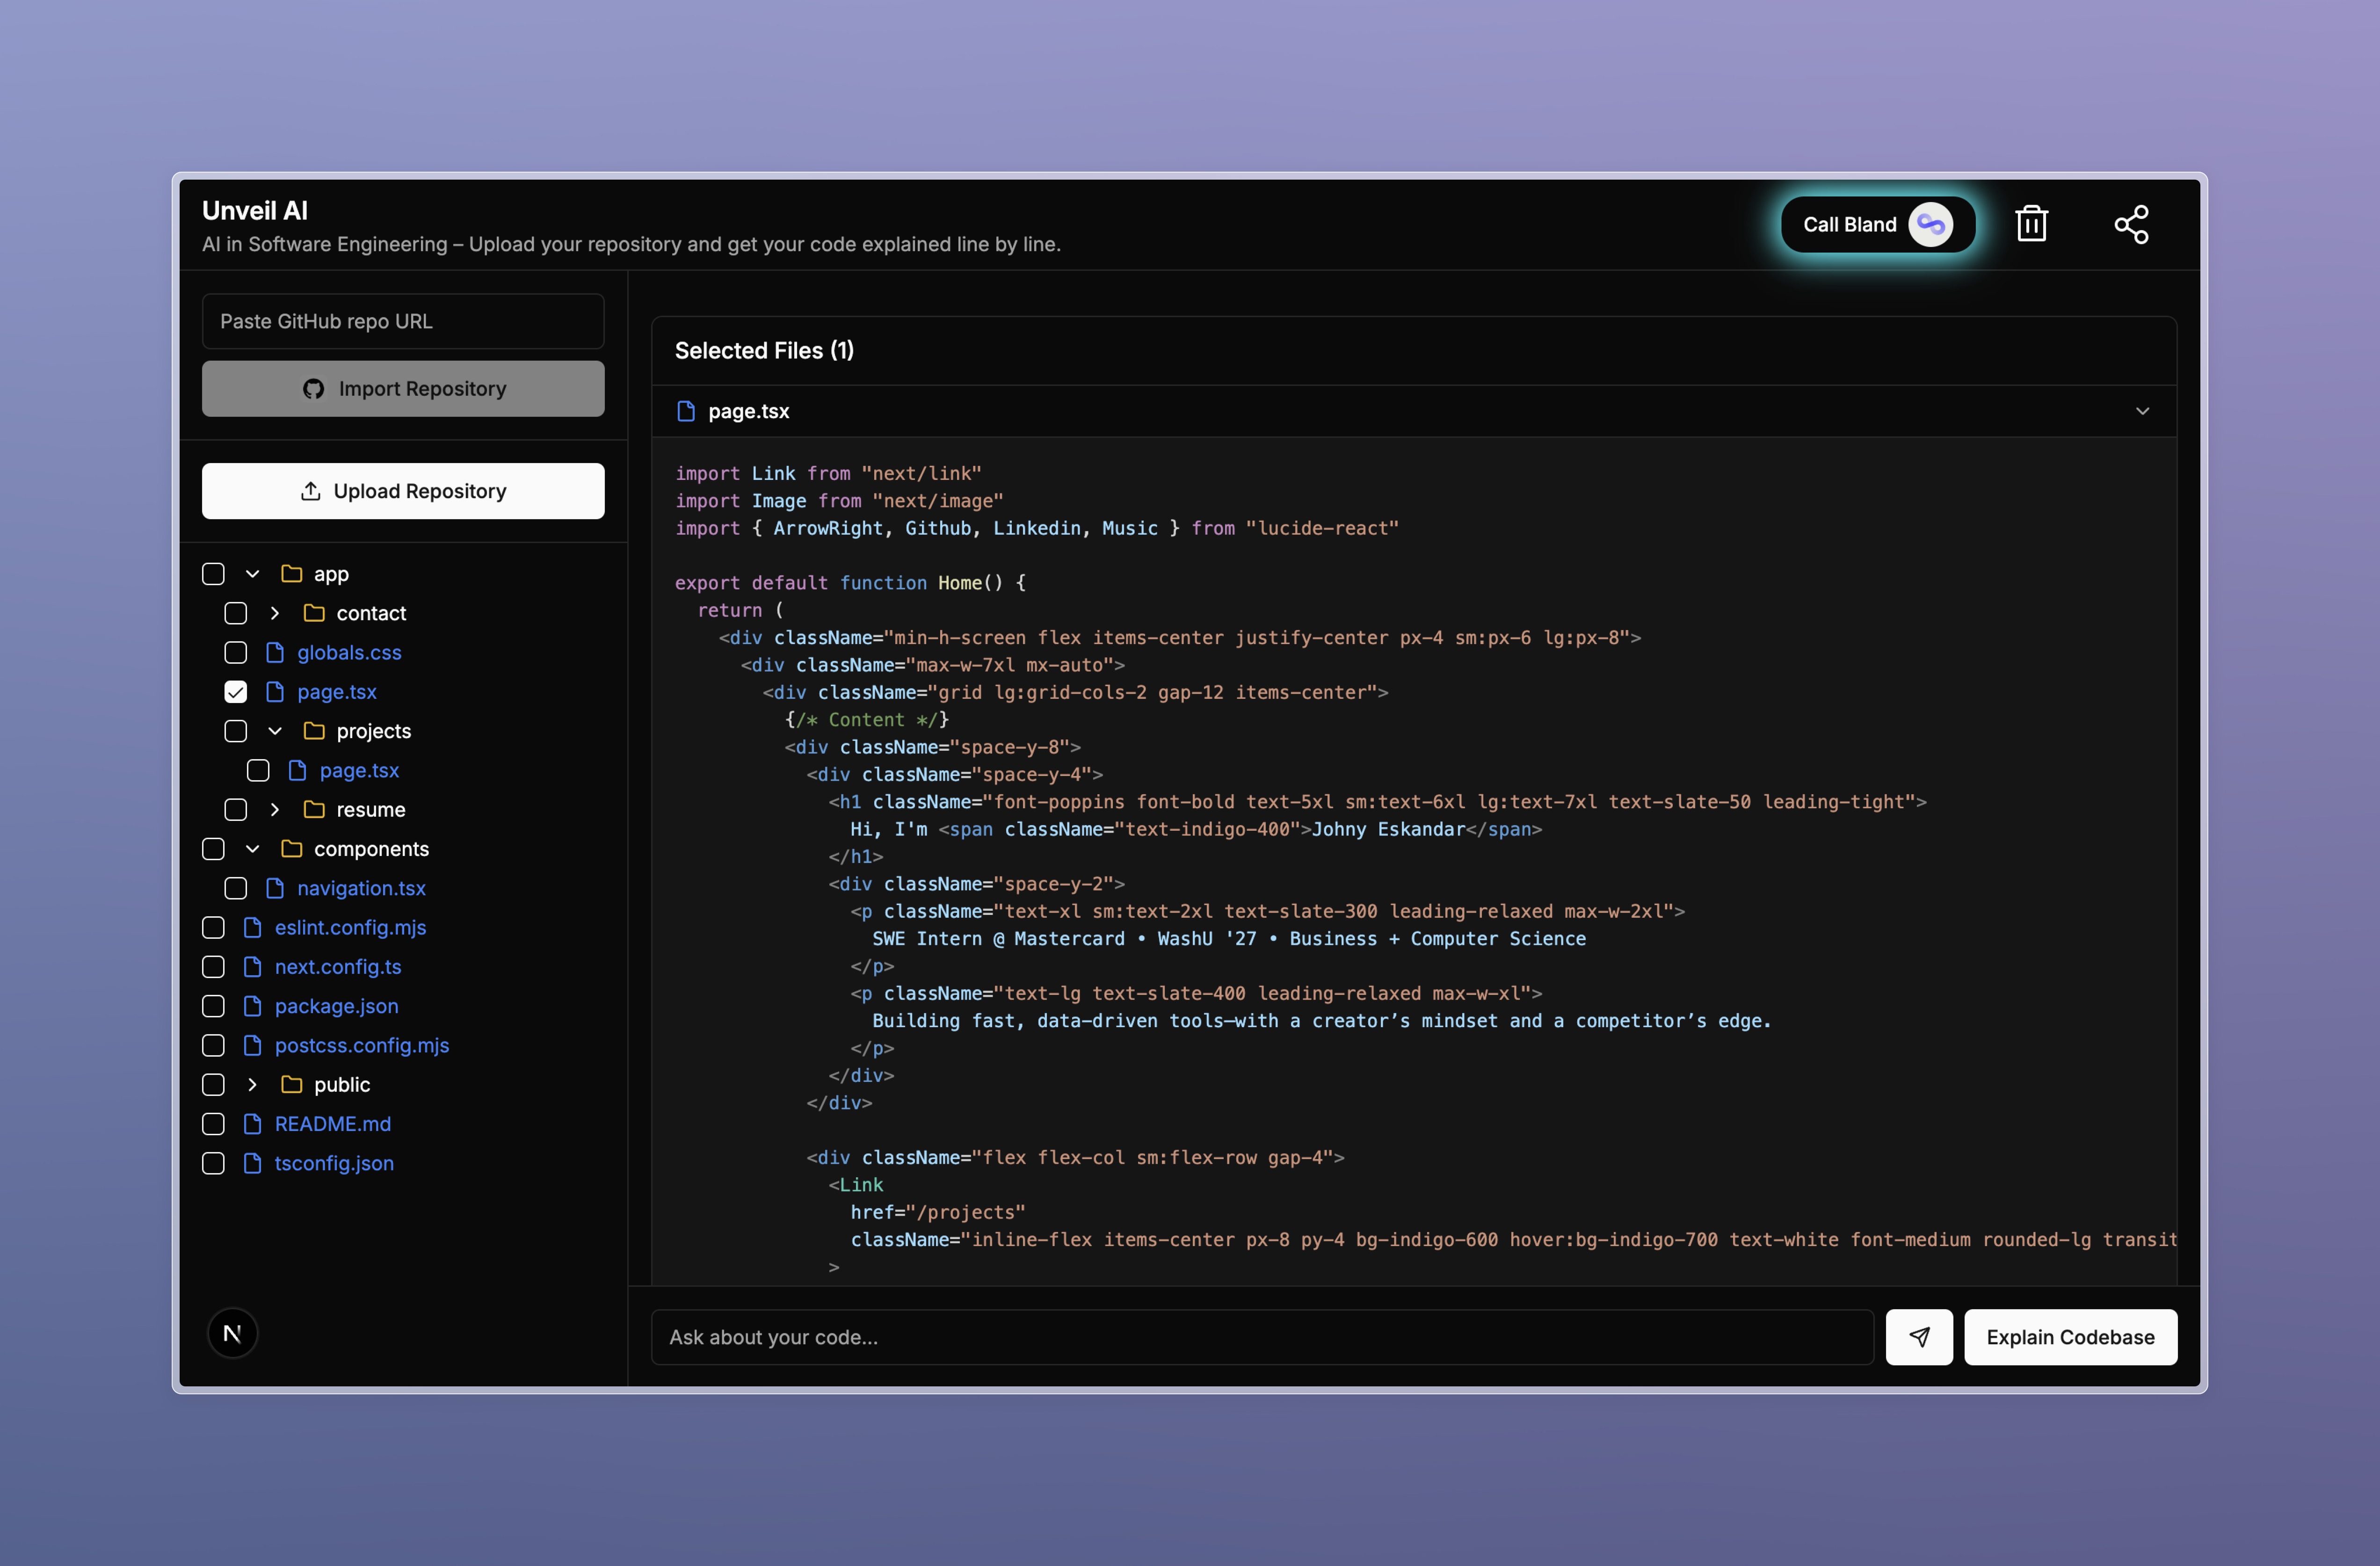 Unveil AI
AI in Software Engineering – Upload your repository and get your code explained line by line.
Call Bland
Paste GitHub repo URL
Import Repository
Upload Repository
app
contact
globals.css
page.tsx
projects
page.tsx
resume
components
navigation.tsx
eslint.config.mjs
next.config.ts
package.json
postcss.config.mjs
public
README.md
tsconfig.json
N
Selected Files (1)
page.tsx
import Link from "next/link"
import Image from "next/image"
import { ArrowRight, Github, Linkedin, Music } from "lucide-react"
export default function Home() {
return (
<div className="min-h-screen flex items-center justify-center px-4 sm:px-6 lg:px-8">
<div className="max-w-7xl mx-auto">
<div className="grid lg:grid-cols-2 gap-12 items-center">
{/* Content */}
<div className="space-y-8">
<div className="space-y-4">
<h1 className="font-poppins font-bold text-5xl sm:text-6xl lg:text-7xl text-slate-50 leading-tight">
Hi, I'm <span className="text-indigo-400">Johny Eskandar</span>
</h1>
<div className="space-y-2">
<p className="text-xl sm:text-2xl text-slate-300 leading-relaxed max-w-2xl">
SWE Intern @ Mastercard • WashU '27 • Business + Computer Science
</p>
<p className="text-lg text-slate-400 leading-relaxed max-w-xl">
Building fast, data-driven tools—with a creator’s mindset and a competitor’s edge.
</p>
</div>
</div>
<div className="flex flex-col sm:flex-row gap-4">
<Link
href="/projects"
className="inline-flex items-center px-8 py-4 bg-indigo-600 hover:bg-indigo-700 text-white font-medium rounded-lg transit
>
Ask about your code...
Explain Codebase